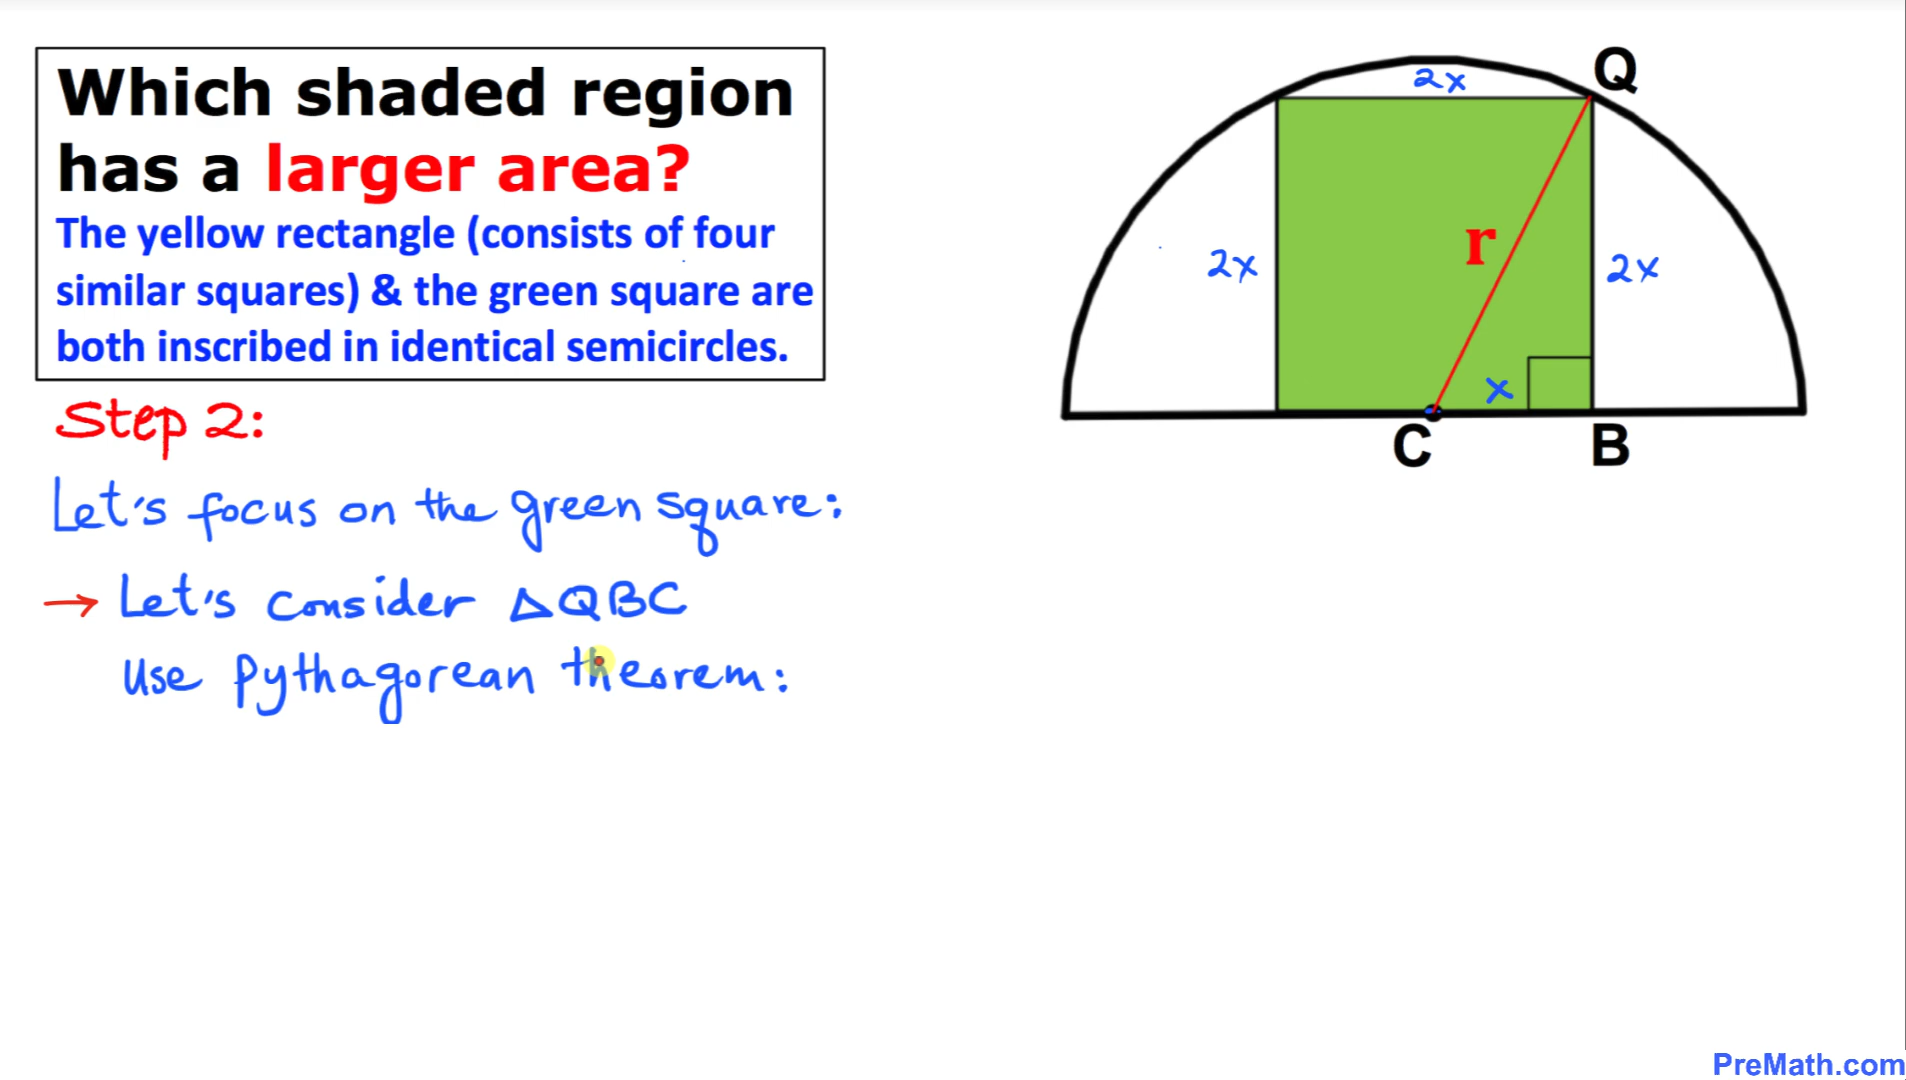 Which shaded region
has a larger area?
The yellow rectangle (consists of four
similar squares) & the green square are
both inscribed in identical semicircles.
Step 2:
Let's focus on the green square:
→ Let's consider △QBC
Use Pythagorean theorem:
Q
2x
r
2x
2x
x
C
B
PreMath.com